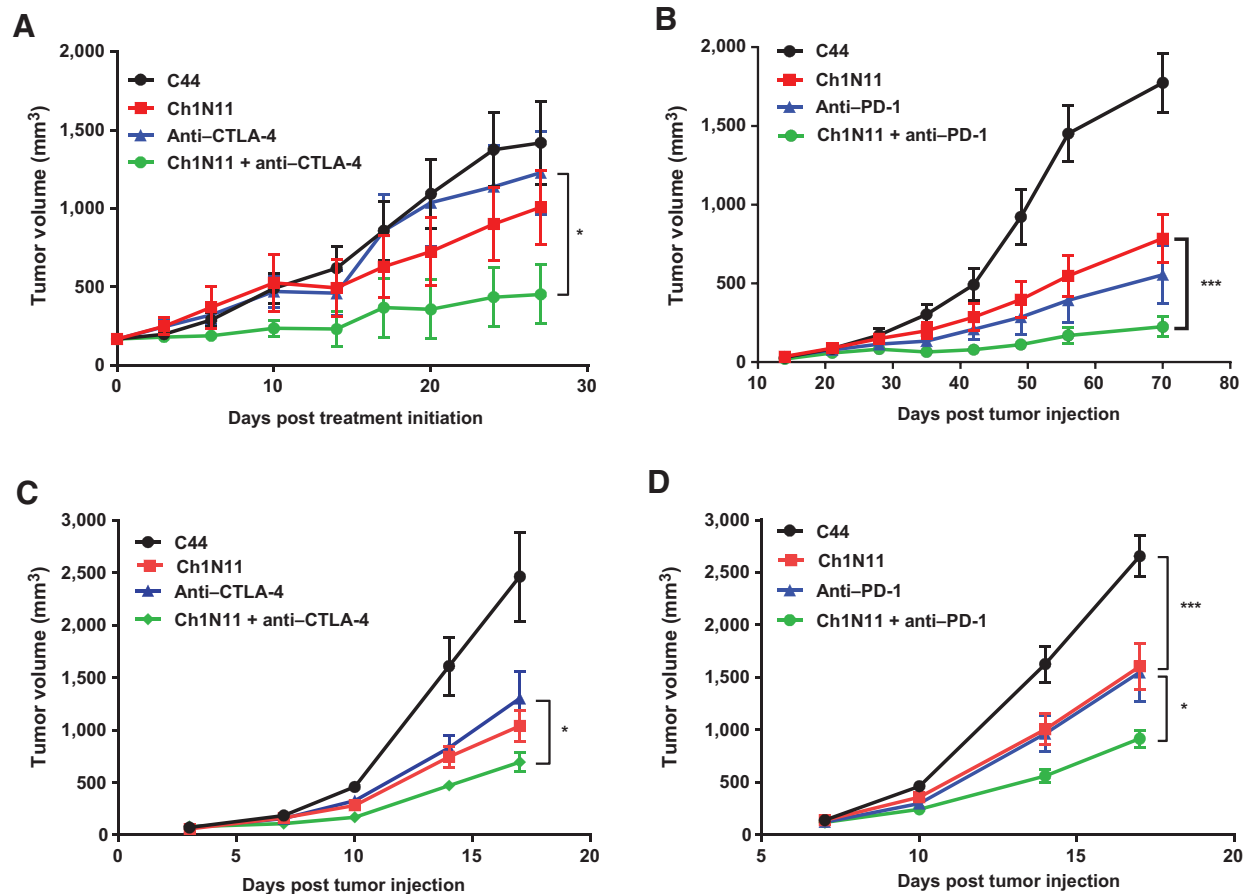 A
Tumor volume (mm³)
2,000
1,500
1,000
500
0
C44
Ch1N11
Anti–CTLA-4
Ch1N11 + anti–CTLA-4
*
0 10 20 30
Days post treatment initiation
B
Tumor volume (mm³)
2,000
1,500
1,000
500
0
C44
Ch1N11
Anti–PD-1
Ch1N11 + anti–PD-1
***
10 20 30 40 50 60 70 80
Days post tumor injection
C
Tumor volume (mm³)
3,000
2,500
2,000
1,500
1,000
500
0
C44
Ch1N11
Anti–CTLA-4
Ch1N11 + anti–CTLA-4
*
0 5 10 15 20
Days post tumor injection
D
Tumor volume (mm³)
3,000
2,500
2,000
1,500
1,000
500
0
C44
Ch1N11
Anti–PD-1
Ch1N11 + anti–PD-1
***
*
5 10 15 20
Days post tumor injection